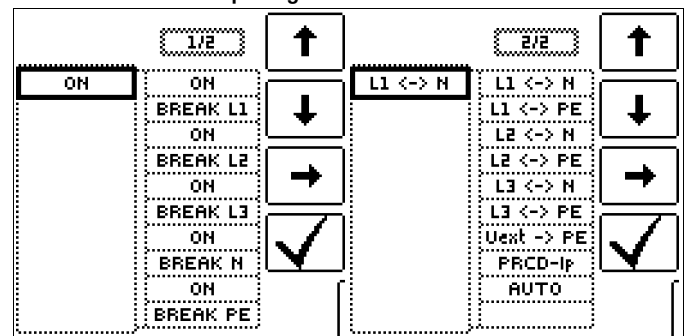 1/2
ON
ON
BREAK L1
ON
BREAK L2
ON
BREAK L3
ON
BREAK N
ON
BREAK PE
2/2
L1 <-> N
L1 <-> N
L1 <-> PE
L2 <-> N
L2 <-> PE
L3 <-> N
L3 <-> PE
Uext -> PE
PRCD-Ip
AUTO